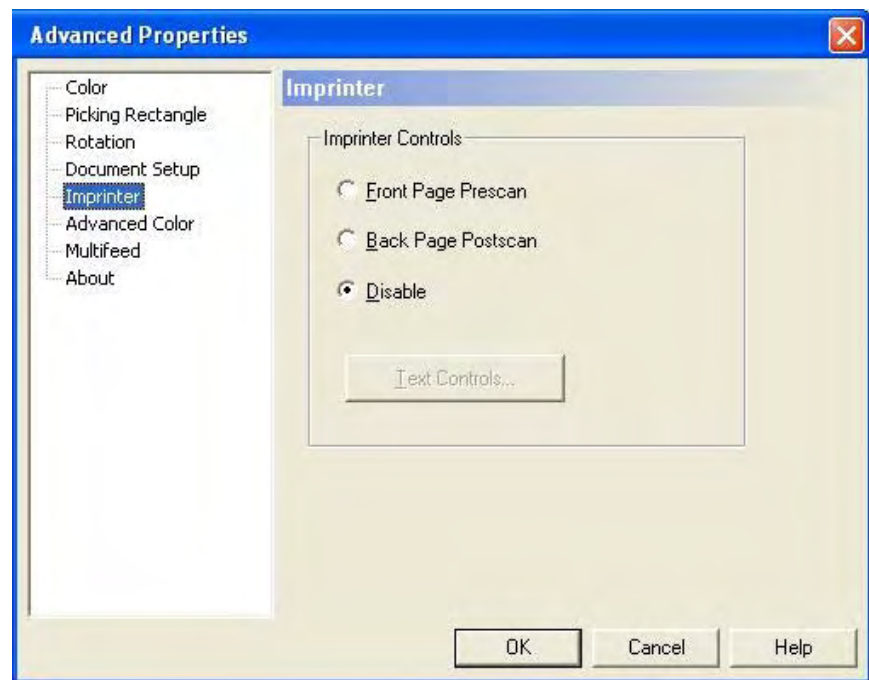 Advanced Properties
Color
Picking Rectangle
Rotation
Document Setup
Imprinter
Advanced Color
Multifeed
About
Imprinter
Imprinter Controls
Front Page Prescan
Back Page Postscan
Disable
Text Controls...
OK
Cancel
Help